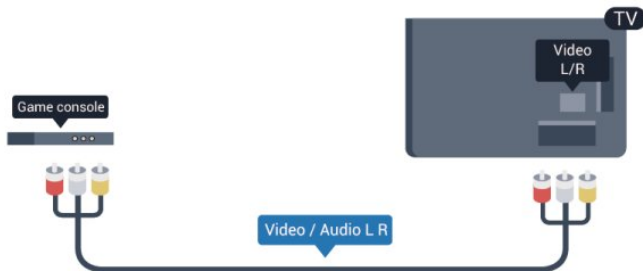 TV
Video
L/R
Game console
Video / Audio L R